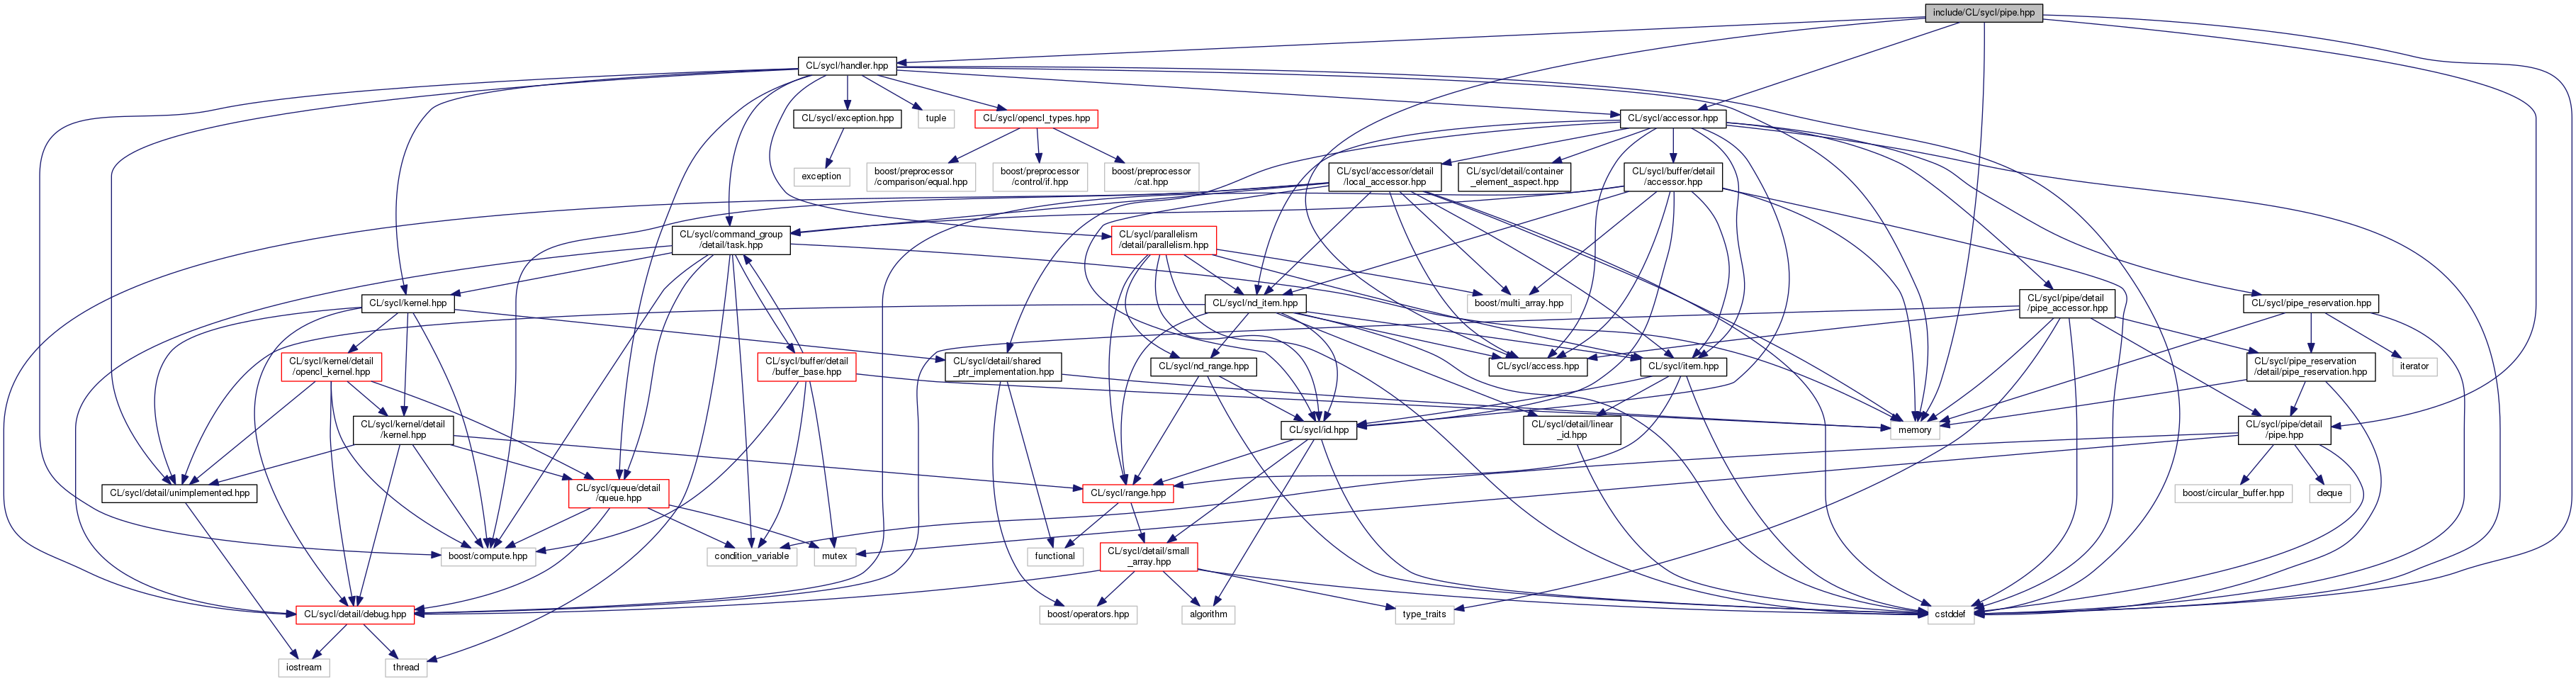 include/CL/sycl/pipe.hpp
CL/sycl/handler.hpp
CL/sycl/exception.hpp
tuple
CL/sycl/opencl_types.hpp
CL/sycl/accessor.hpp
exception
boost/preprocessor
/comparison/equal.hpp
boost/preprocessor
/control/if.hpp
boost/preprocessor
/cat.hpp
CL/sycl/accessor/detail
/local_accessor.hpp
CL/sycl/detail/container
_element_aspect.hpp
CL/sycl/buffer/detail
/accessor.hpp
CL/sycl/command_group
/detail/task.hpp
CL/sycl/parallelism
/detail/parallelism.hpp
CL/sycl/kernel.hpp
CL/sycl/nd_item.hpp
boost/multi_array.hpp
CL/sycl/pipe/detail
/pipe_accessor.hpp
CL/sycl/pipe_reservation.hpp
CL/sycl/kernel/detail
/opencl_kernel.hpp
CL/sycl/buffer/detail
/buffer_base.hpp
CL/sycl/detail/shared
_ptr_implementation.hpp
CL/sycl/nd_range.hpp
CL/sycl/access.hpp
CL/sycl/item.hpp
CL/sycl/pipe_reservation
/detail/pipe_reservation.hpp
iterator
CL/sycl/kernel/detail
/kernel.hpp
CL/sycl/id.hpp
CL/sycl/detail/linear
_id.hpp
memory
CL/sycl/pipe/detail
/pipe.hpp
CL/sycl/detail/unimplemented.hpp
CL/sycl/queue/detail
/queue.hpp
CL/sycl/range.hpp
boost/circular_buffer.hpp
deque
boost/compute.hpp
condition_variable
mutex
functional
CL/sycl/detail/small
_array.hpp
CL/sycl/detail/debug.hpp
boost/operators.hpp
algorithm
type_traits
cstddef
iostream
thread